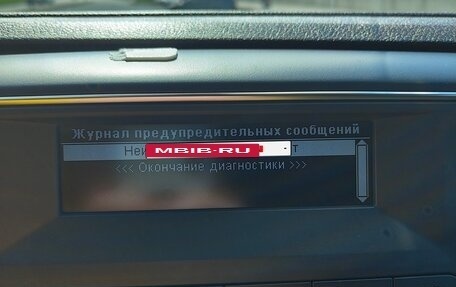 Журнал предупредительных сообщений
MBIB-RU
<<< Окончание диагностики >>>